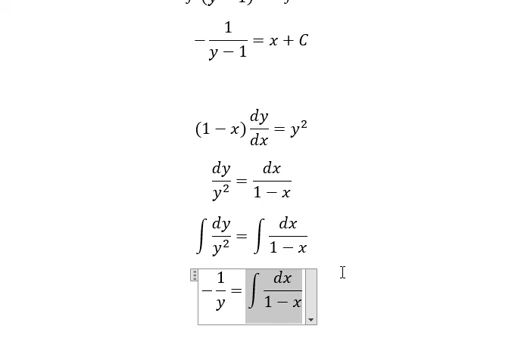 -1/(y − 1) = x + C
(1 − x) dy/dx = y²
dy/y² = dx/(1 − x)
∫ dy/y² = ∫ dx/(1 − x)
-1/y = ∫ dx/(1 − x)